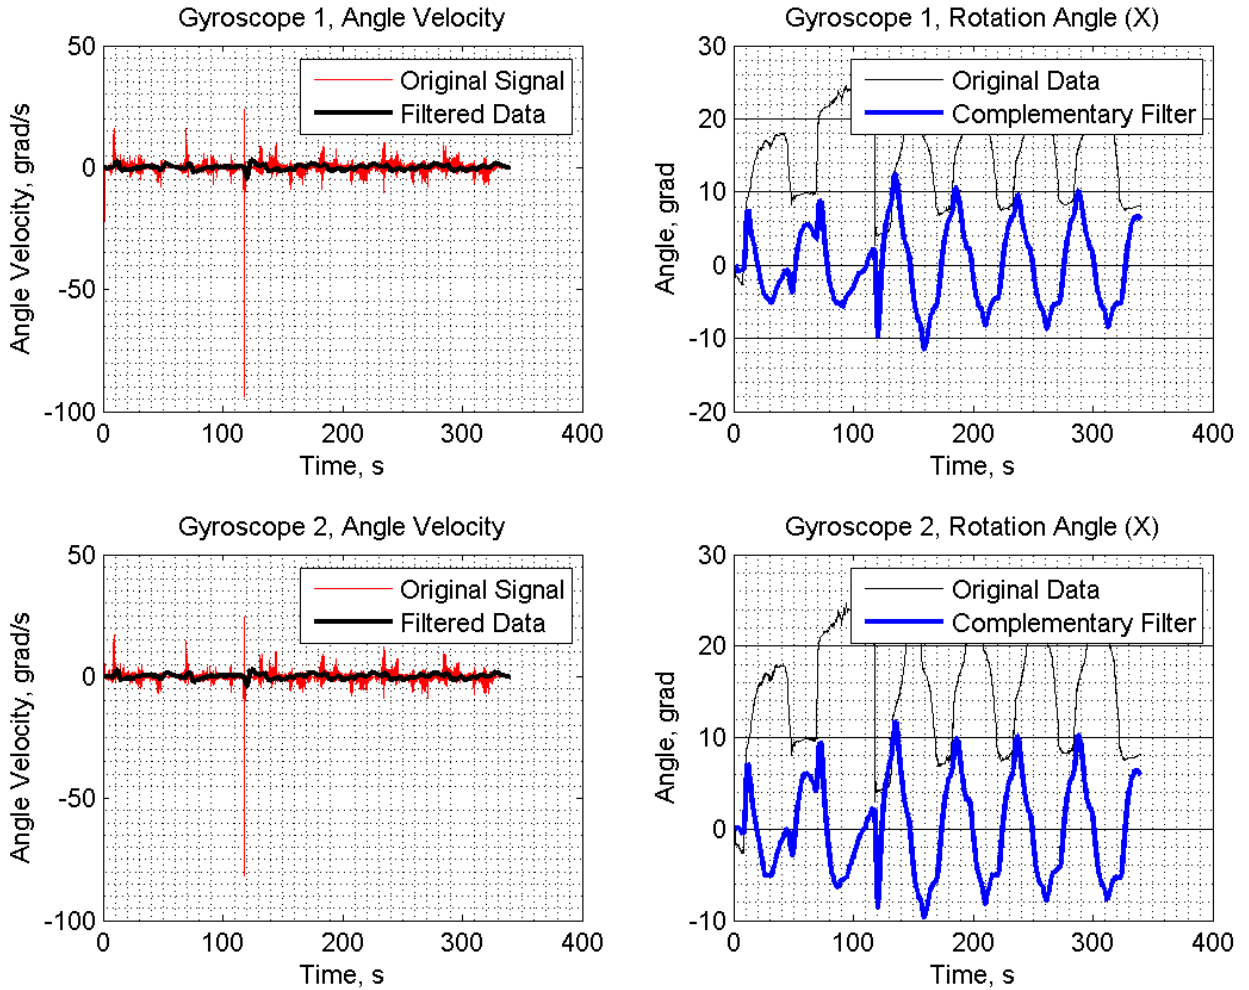 Gyroscope 1, Angle Velocity
50
0
-50
-100
Angle Velocity, grad/s
Original Signal
Filtered Data
0 100 200 300 400
Time, s
Gyroscope 1, Rotation Angle (X)
30
20
10
0
-10
-20
Angle, grad
Original Data
Complementary Filter
0 100 200 300 400
Time, s
Gyroscope 2, Angle Velocity
50
0
-50
-100
Angle Velocity, grad/s
Original Signal
Filtered Data
0 100 200 300 400
Time, s
Gyroscope 2, Rotation Angle (X)
30
20
10
0
-10
Angle, grad
Original Data
Complementary Filter
0 100 200 300 400
Time, s